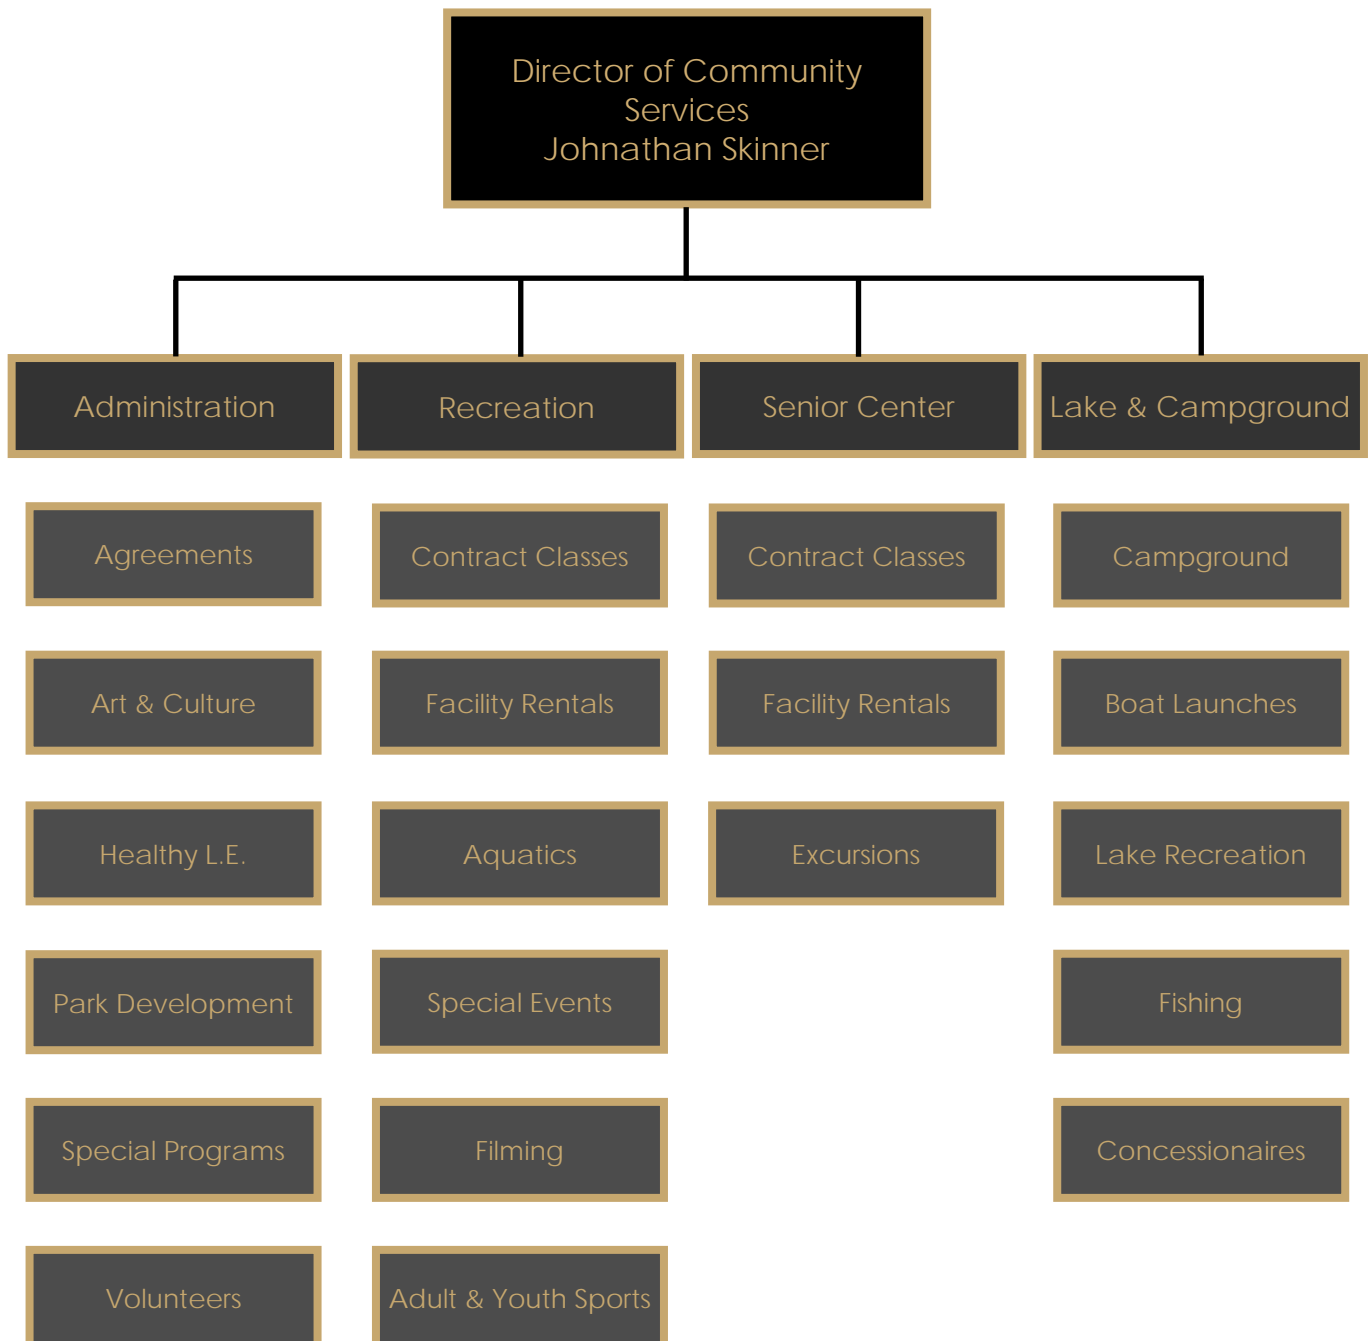 Director of Community
Services
Johnathan Skinner
Administration
Recreation
Senior Center
Lake & Campground
Agreements
Contract Classes
Contract Classes
Campground
Art & Culture
Facility Rentals
Facility Rentals
Boat Launches
Healthy L.E.
Aquatics
Excursions
Lake Recreation
Park Development
Special Events
Fishing
Special Programs
Filming
Concessionaires
Volunteers
Adult & Youth Sports